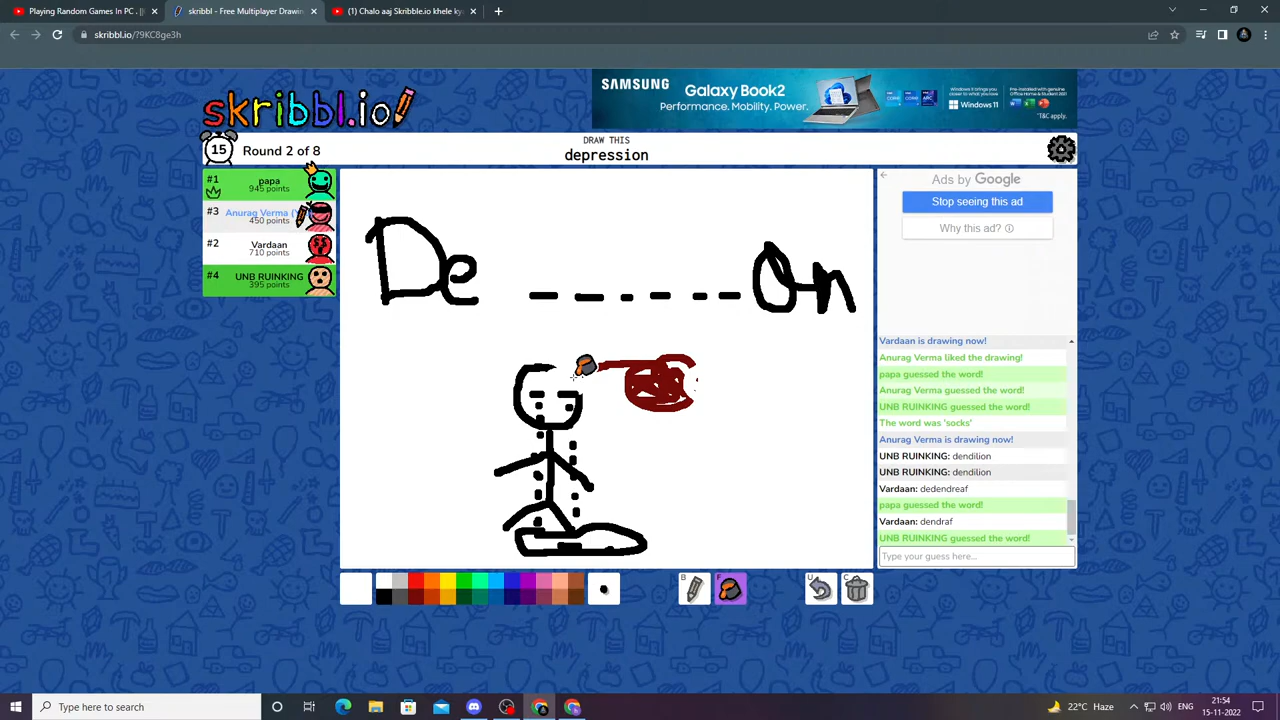 Playing Random Games In PC .
skribbl - Free Multiplayer Drawin
(1) Chalo aaj Skribble.io khele ky
skribbl.io/?9KC8ge3h
skribbl.io
SAMSUNG
Galaxy Book2
Performance. Mobility. Power.
Windows 11
*T&C apply.
15
Round 2 of 8
DRAW THIS
depression
#1
papa
945 points
#3
Anurag Verma (
450 points
#2
Vardaan
710 points
#4
UNB RUINKING
395 points
De _ _ _ _ _ _ on
Ads by Google
Stop seeing this ad
Why this ad?
Vardaan is drawing now!
Anurag Verma liked the drawing!
papa guessed the word!
Anurag Verma guessed the word!
UNB RUINKING guessed the word!
The word was 'socks'
Anurag Verma is drawing now!
UNB RUINKING: dendilion
UNB RUINKING: dendilion
Vardaan: dedendreaf
papa guessed the word!
Vardaan: dendraf
UNB RUINKING guessed the word!
Type your guess here...
B
F
U
C
Type here to search
22°C Haze
ENG
21:54
15-11-2022